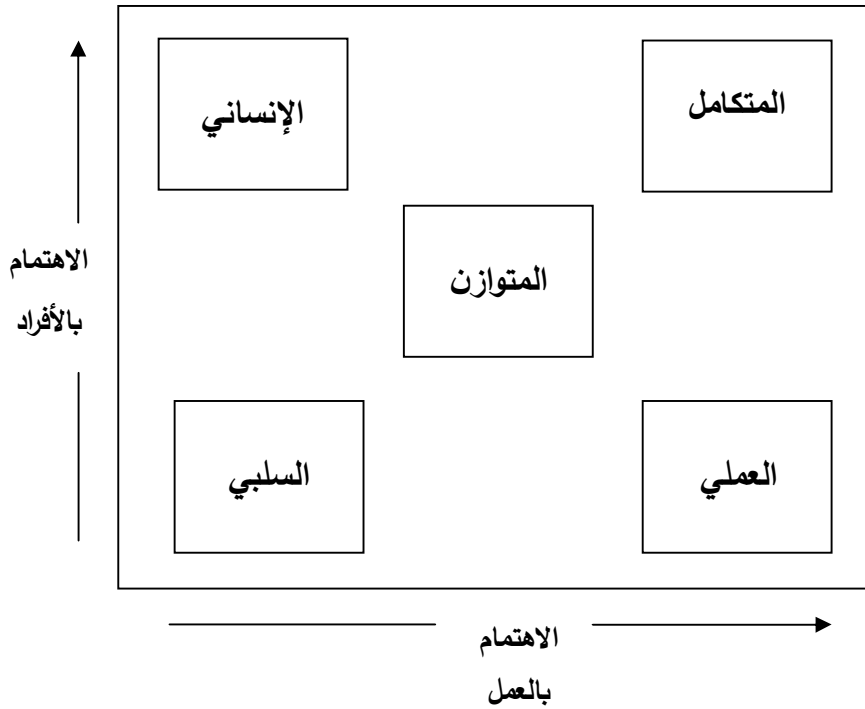 المتكامل
الإنساني
المتوازن
الاهتمام
بالأفراد
العملي
السلبي
الاهتمام
بالعمل